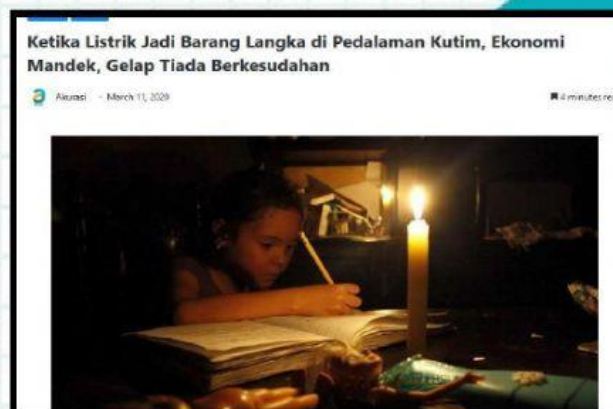 Ketika Listrik Jadi Barang Langka di Pedalaman Kutim, Ekonomi
Mandek, Gelap Tiada Berkesudahan
Akurasi - March 11, 2020
4 minutes re